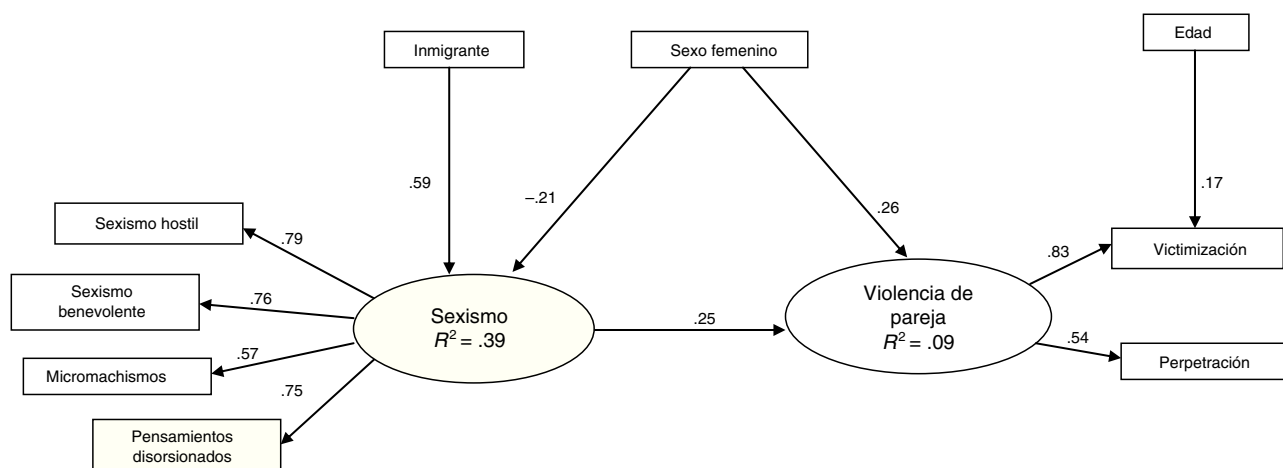 Inmigrante
Sexo femenino
Edad
.59
–.21
.26
.17
Sexismo hostil
.79
Sexismo
benevolente
.76
Micromachismos
.57
Pensamientos
disorsionados
.75
Sexismo
R² = .39
.25
Violencia de
pareja
R² = .09
.83
Victimización
.54
Perpetración